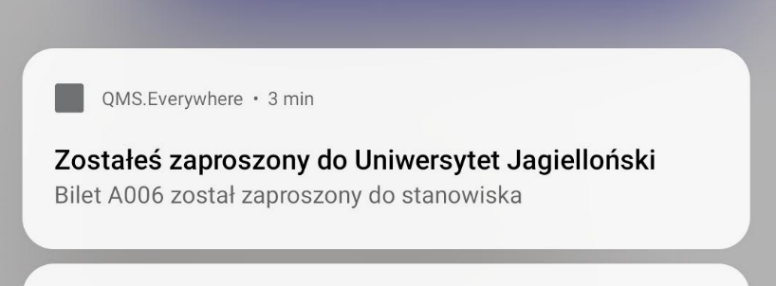 QMS.Everywhere • 3 min
Zostałeś zaproszony do Uniwersytet Jagielloński
Bilet A006 został zaproszony do stanowiska